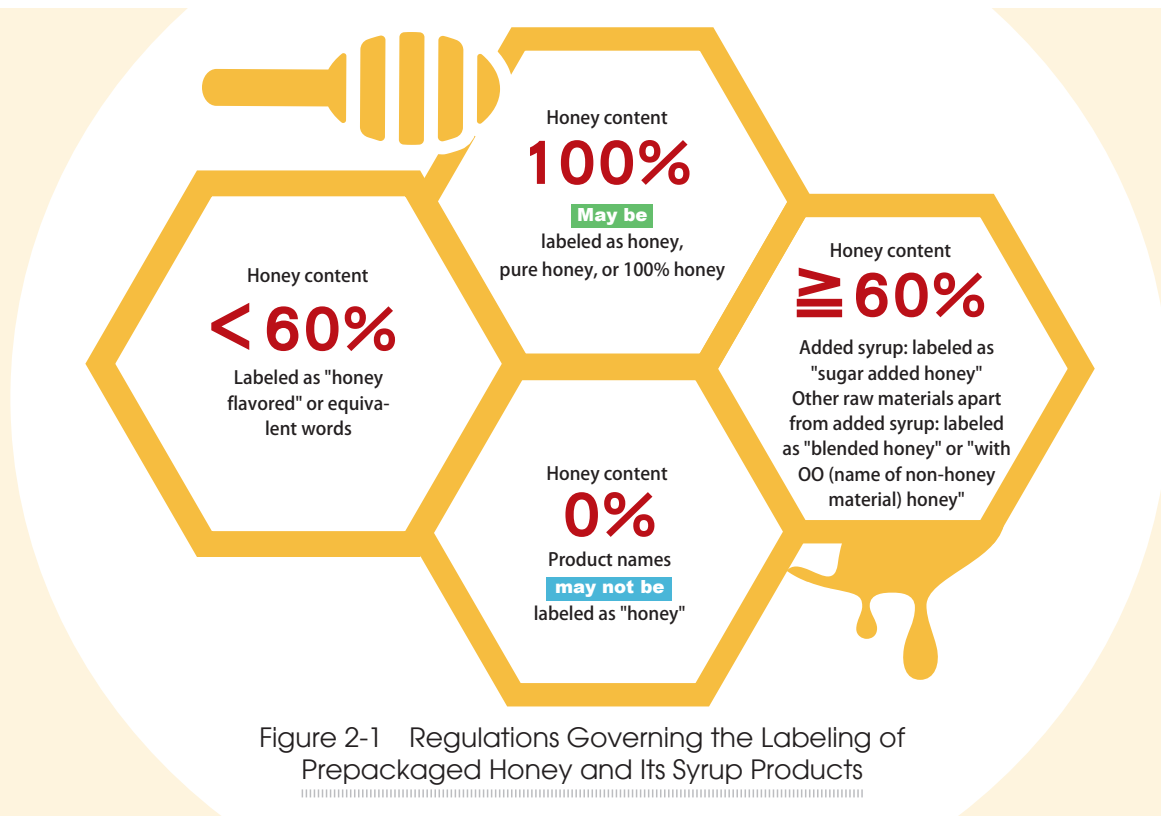 Honey content
100%
May be
labeled as honey,
pure honey, or 100% honey
Honey content
< 60%
Labeled as "honey
flavored" or equiva-
lent words
Honey content
≧ 60%
Added syrup: labeled as
"sugar added honey"
Other raw materials apart
from added syrup: labeled
as "blended honey" or "with
OO (name of non-honey
material) honey"
Honey content
0%
Product names
may not be
labeled as "honey"
Figure 2-1 Regulations Governing the Labeling of
Prepackaged Honey and Its Syrup Products